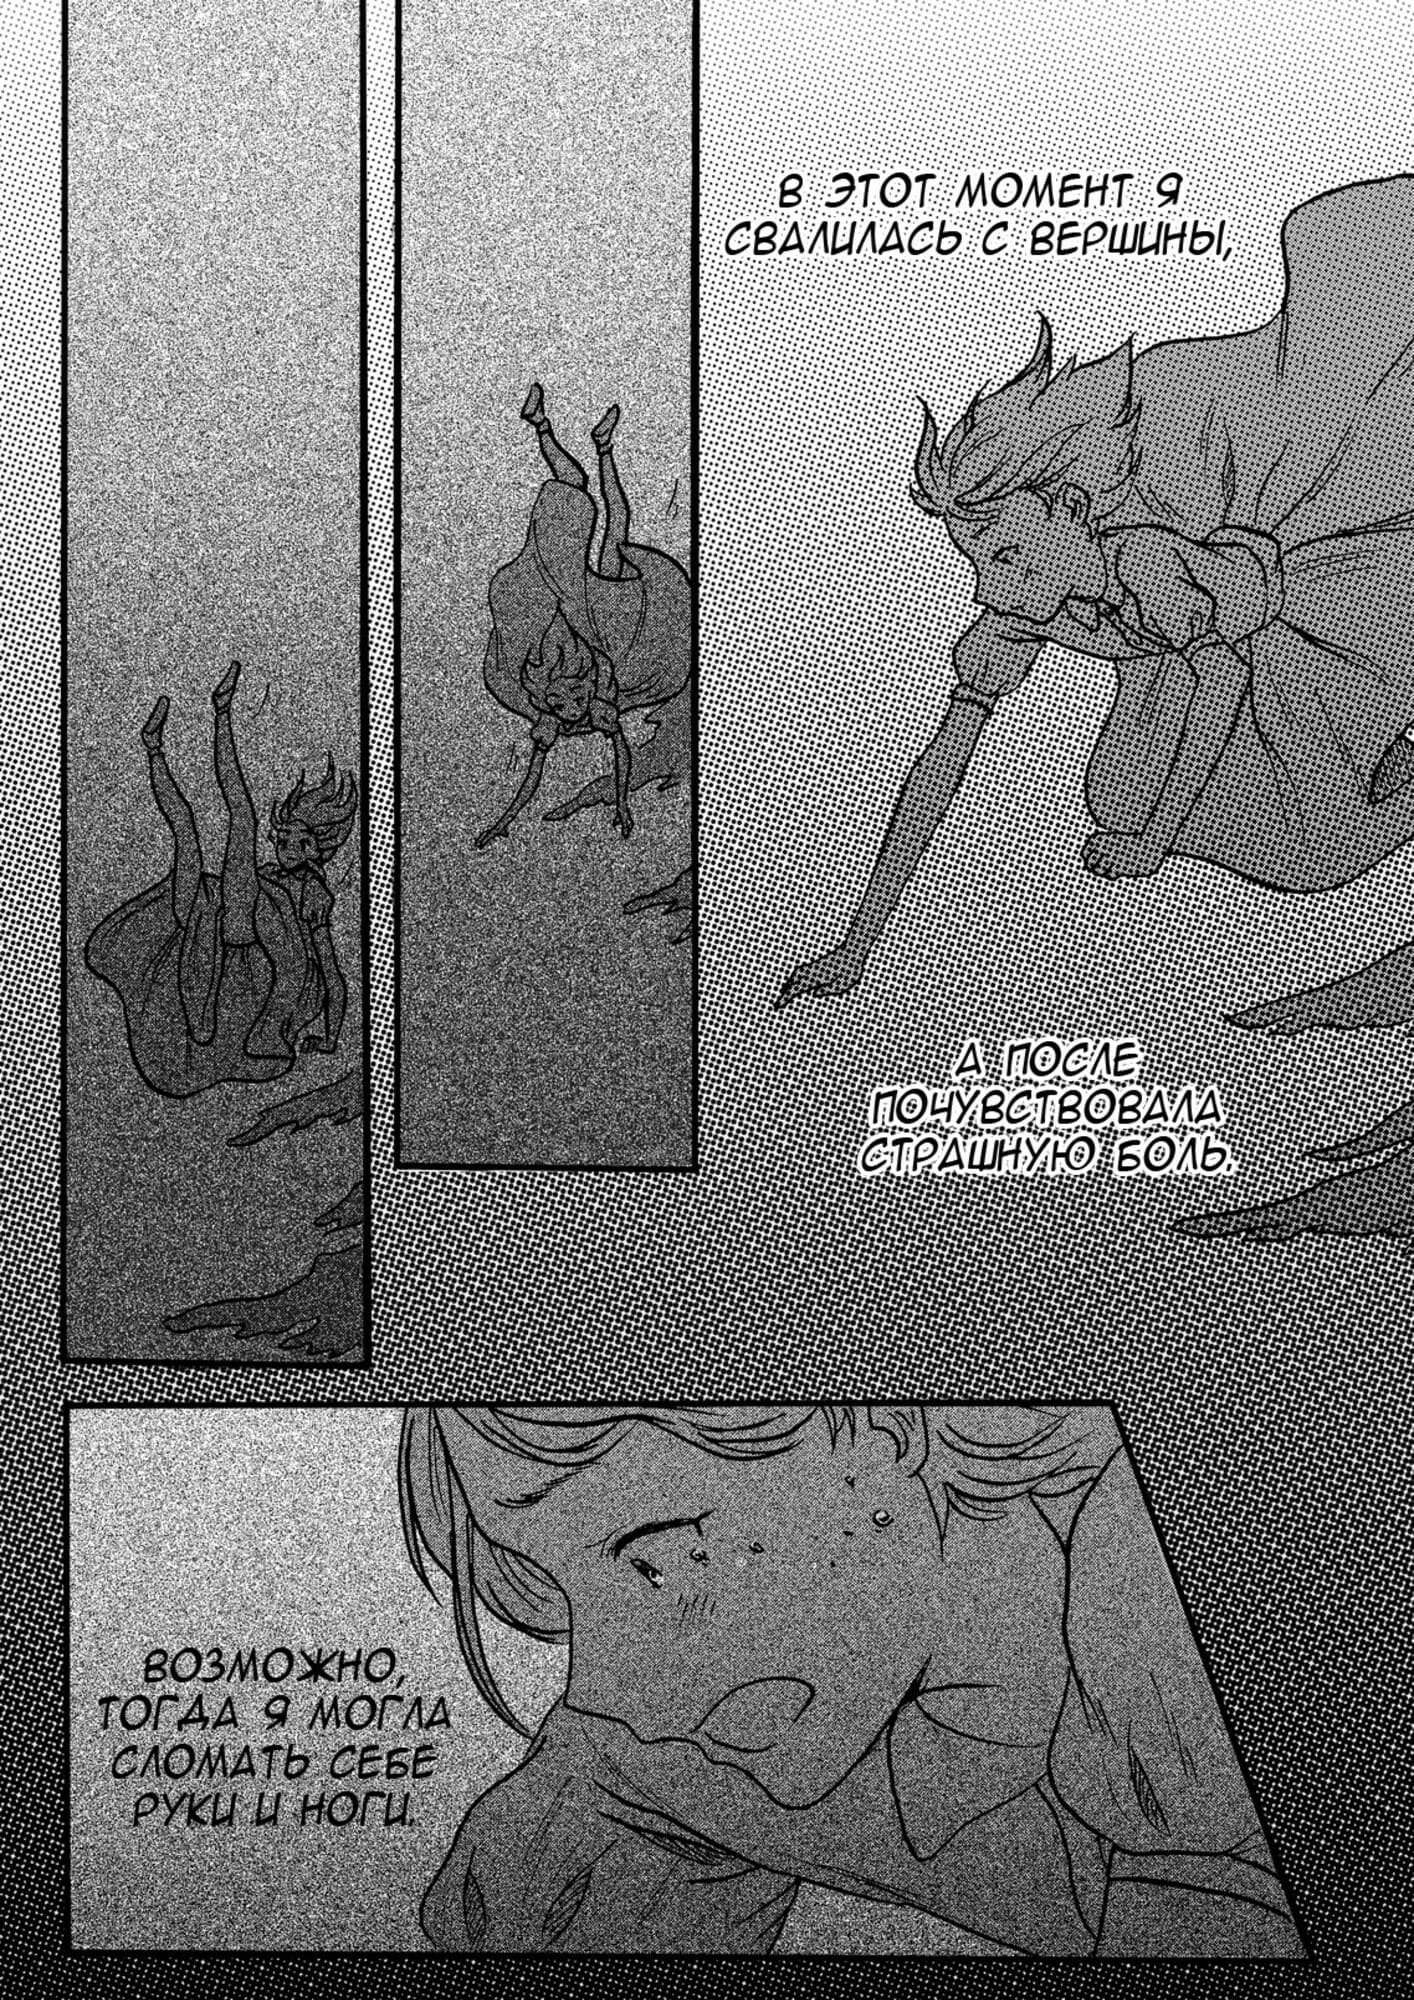 В ЭТОТ МОМЕНТ Я
СВАЛИЛАСЬ С ВЕРШИНЫ,
А ПОСЛЕ
ПОЧУВСТВОВАЛА
СТРАШНУЮ БОЛЬ.
ВОЗМОЖНО,
ТОГДА Я МОГЛА
СЛОМАТЬ СЕБЕ
РУКИ И НОГИ.